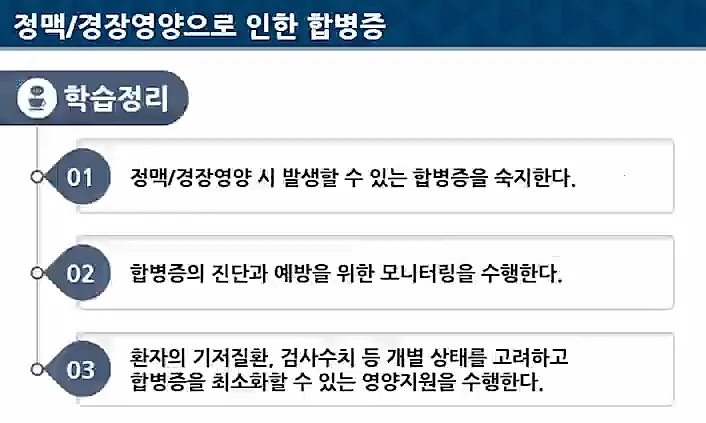 정맥/경장영양으로 인한 합병증
학습정리
01
정맥/경장영양 시 발생할 수 있는 합병증을 숙지한다.
02
합병증의 진단과 예방을 위한 모니터링을 수행한다.
03
환자의 기저질환, 검사수치 등 개별 상태를 고려하고
합병증을 최소화할 수 있는 영양지원을 수행한다.